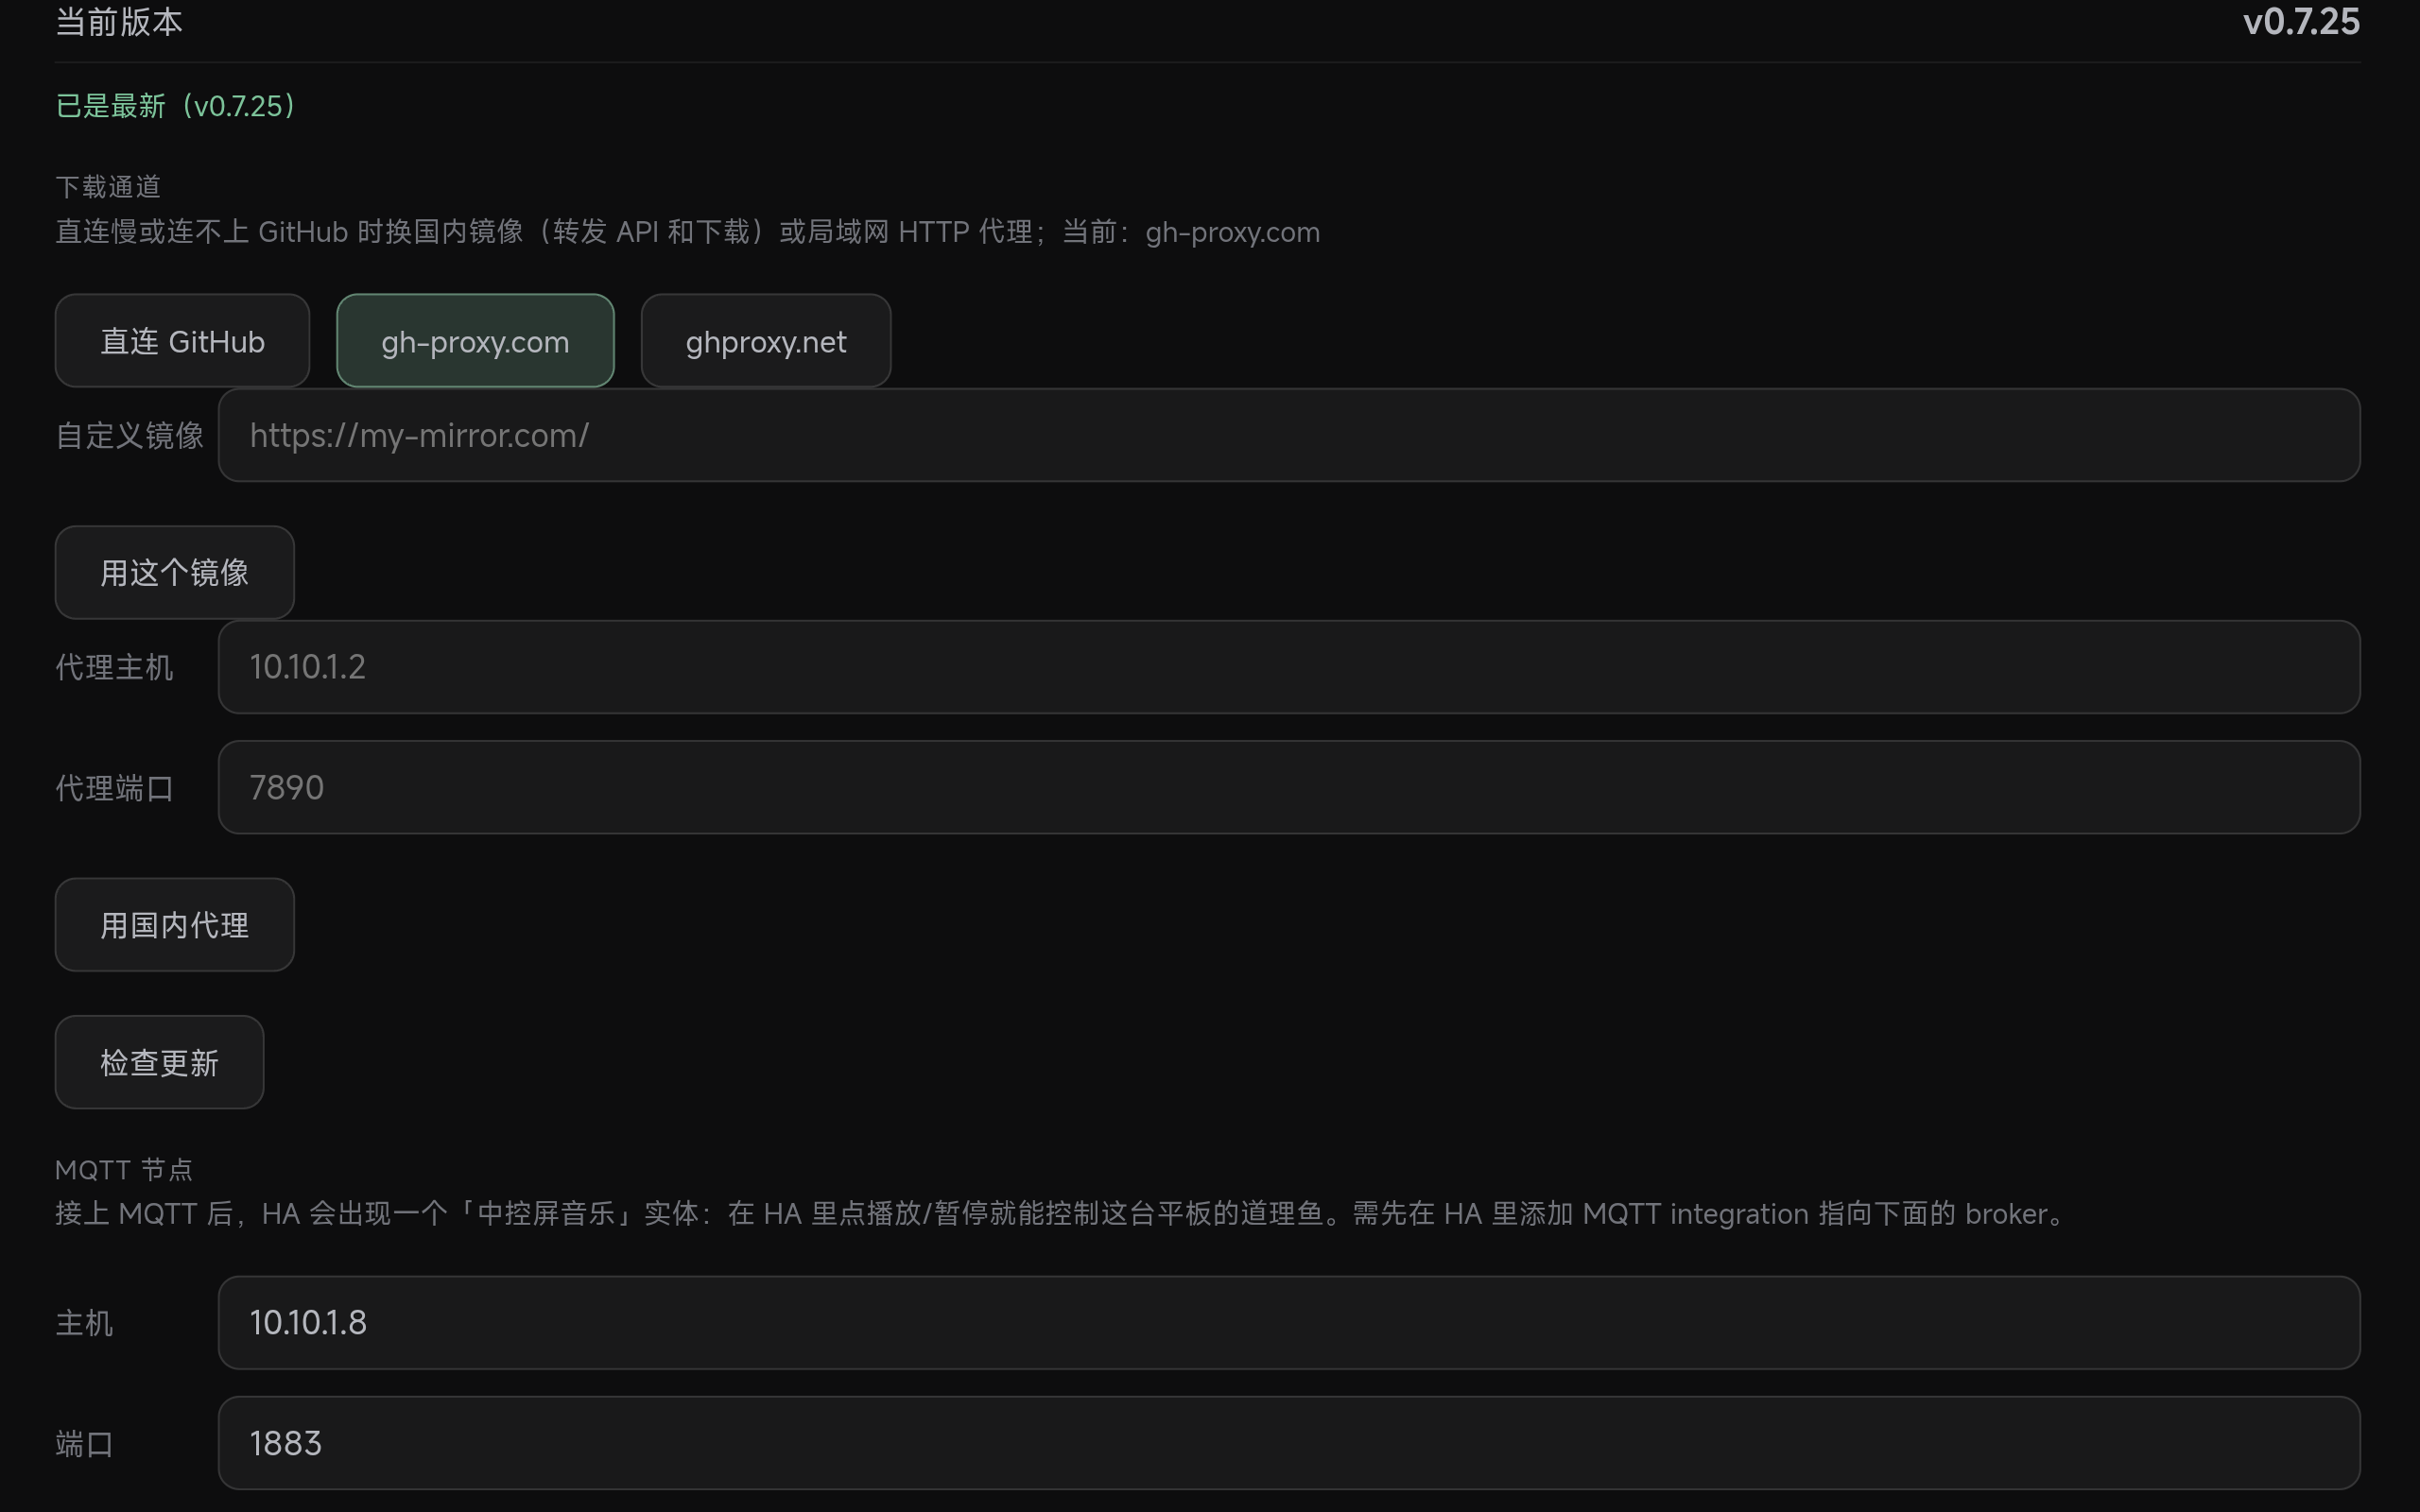 当前版本 v0.7.25
已是最新（v0.7.25）
下载通道
直连慢或连不上 GitHub 时换国内镜像（转发 API 和下载）或局域网 HTTP 代理；当前：gh-proxy.com
直连 GitHub gh-proxy.com ghproxy.net
自定义镜像 https://my-mirror.com/
用这个镜像
代理主机 10.10.1.2
代理端口 7890
用国内代理
检查更新
MQTT 节点
接上 MQTT 后，HA 会出现一个「中控屏音乐」实体：在 HA 里点播放/暂停就能控制这台平板的道理鱼。需先在 HA 里添加 MQTT integration 指向下面的 broker。
主机 10.10.1.8
端口 1883